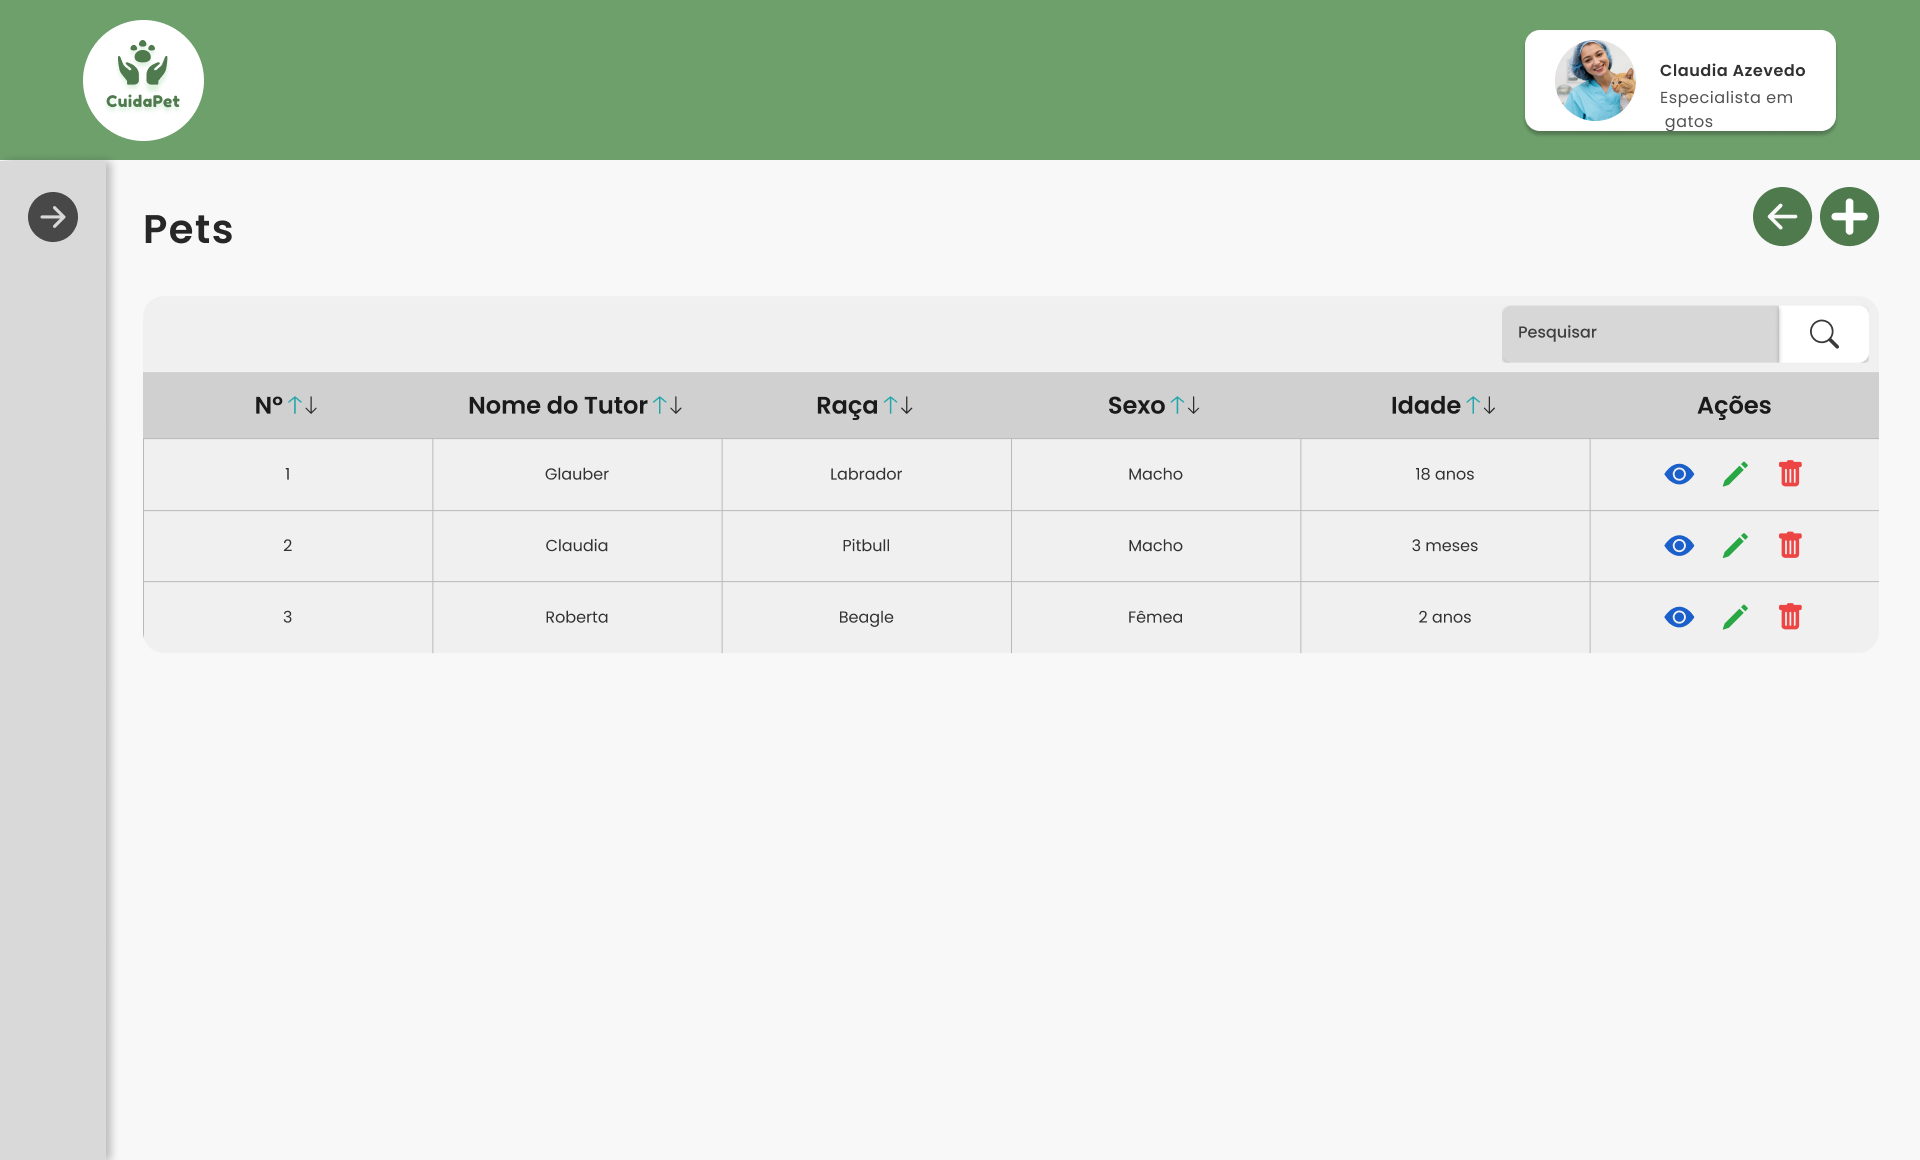 CuidaPet
Claudia Azevedo
Especialista em
gatos
Pets
Pesquisar
Nº Nome do Tutor Raça Sexo Idade Ações
1 Glauber Labrador Macho 18 anos
2 Claudia Pitbull Macho 3 meses
3 Roberta Beagle Fêmea 2 anos